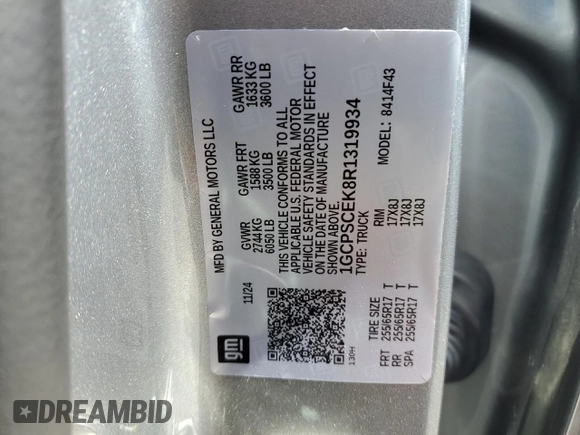 MFD BY GENERAL MOTORS LLC
11/24
GVWR GAWR FRT GAWR RR
2744 KG 1588 KG 1633 KG
6050 LB 3500 LB 3600 LB
THIS VEHICLE CONFORMS TO ALL
APPLICABLE U.S. FEDERAL MOTOR
VEHICLE SAFETY STANDARDS IN EFFECT
ON THE DATE OF MANUFACTURE
SHOWN ABOVE.
1GCPSCEK8R1319934
TYPE: TRUCK MODEL: 8414F43
gm
130H
TIRE SIZE RIM
FRT 255/65R17 T 17X8J
RR 255/65R17 T 17X8J
SPA 255/65R17 T 17X8J
DREAMBID